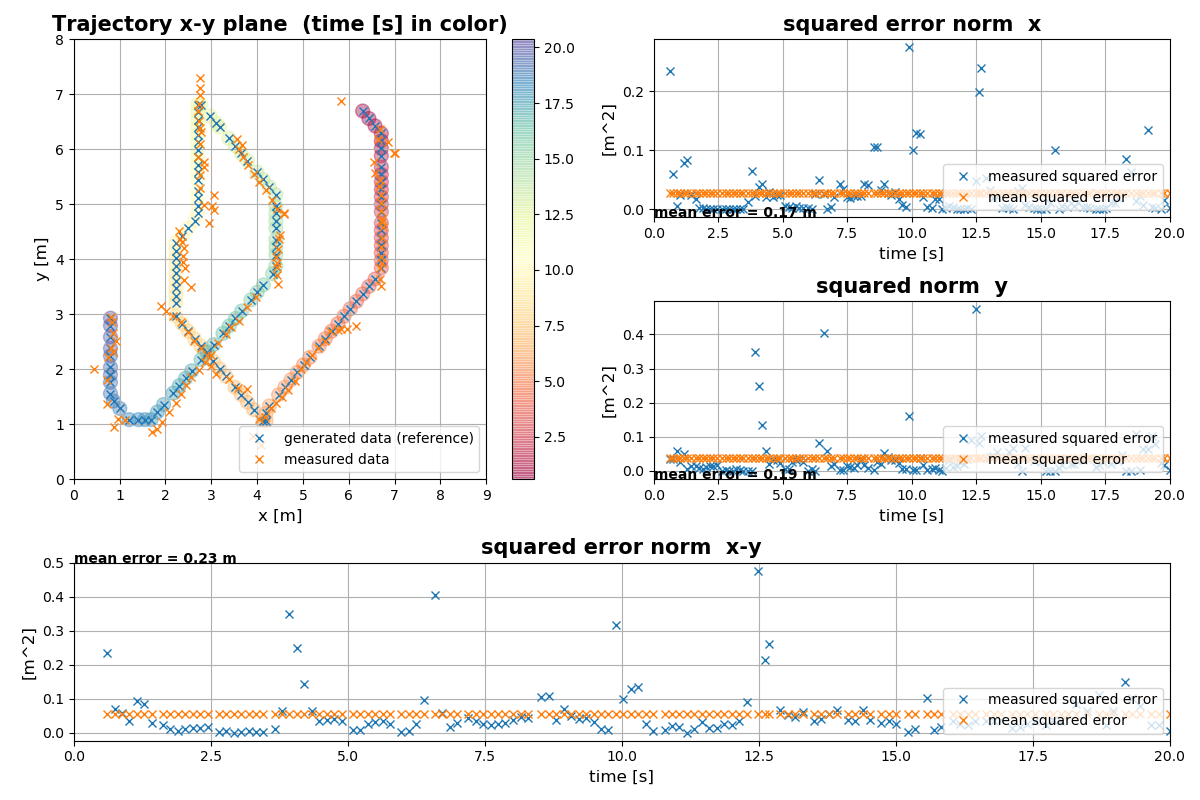 Trajectory x-y plane  (time [s] in color)
8
7
6
5
4
3
2
1
0
y [m]
0 1 2 3 4 5 6 7 8 9
x [m]
generated data (reference)
measured data
20.0
17.5
15.0
12.5
10.0
7.5
5.0
2.5
squared error norm  x
[m^2]
0.2
0.1
0.0
measured squared error
mean squared error
mean error = 0.17 m
0.0 2.5 5.0 7.5 10.0 12.5 15.0 17.5 20.0
time [s]
squared norm  y
[m^2]
0.4
0.3
0.2
0.1
0.0
measured squared error
mean squared error
mean error = 0.19 m
0.0 2.5 5.0 7.5 10.0 12.5 15.0 17.5 20.0
time [s]
squared error norm  x-y
mean error = 0.23 m
[m^2]
0.5
0.4
0.3
0.2
0.1
0.0
measured squared error
mean squared error
0.0 2.5 5.0 7.5 10.0 12.5 15.0 17.5 20.0
time [s]